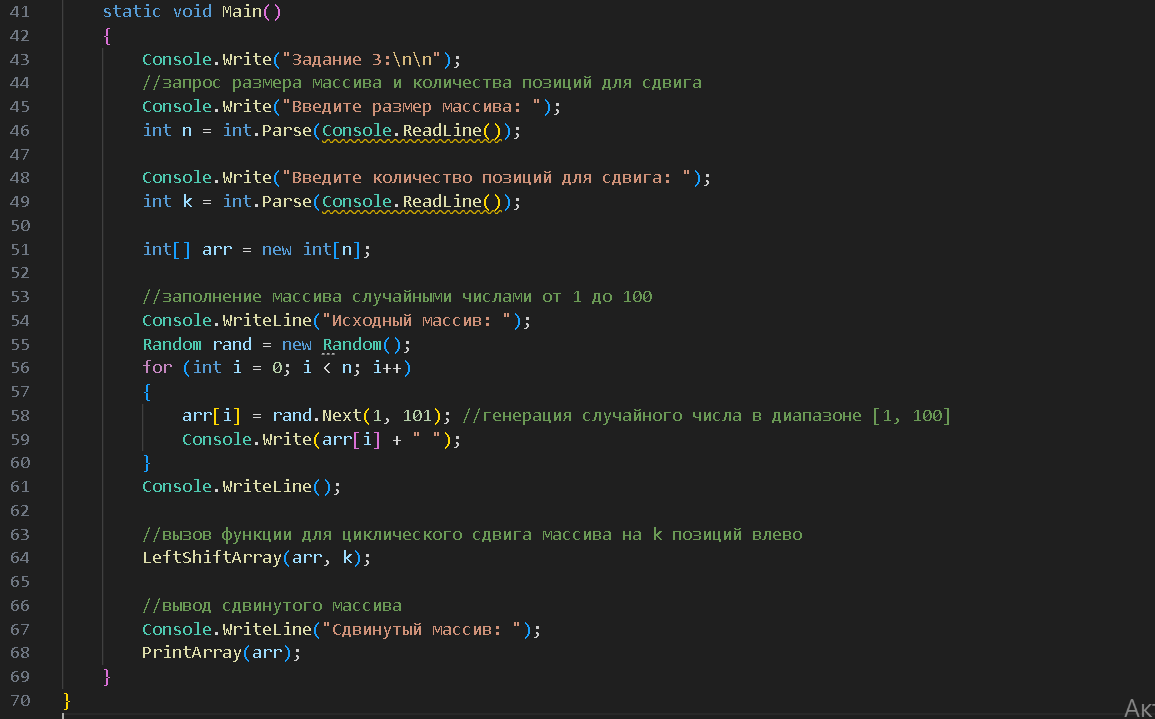 41 static void Main()
42 {
43 Console.Write("Задание 3:\n\n");
44 //запрос размера массива и количества позиций для сдвига
45 Console.Write("Введите размер массива: ");
46 int n = int.Parse(Console.ReadLine());
47
48 Console.Write("Введите количество позиций для сдвига: ");
49 int k = int.Parse(Console.ReadLine());
50
51 int[] arr = new int[n];
52
53 //заполнение массива случайными числами от 1 до 100
54 Console.WriteLine("Исходный массив: ");
55 Random rand = new Random();
56 for (int i = 0; i < n; i++)
57 {
58 arr[i] = rand.Next(1, 101); //генерация случайного числа в диапазоне [1, 100]
59 Console.Write(arr[i] + " ");
60 }
61 Console.WriteLine();
62
63 //вызов функции для циклического сдвига массива на k позиций влево
64 LeftShiftArray(arr, k);
65
66 //вывод сдвинутого массива
67 Console.WriteLine("Сдвинутый массив: ");
68 PrintArray(arr);
69 }
70 }